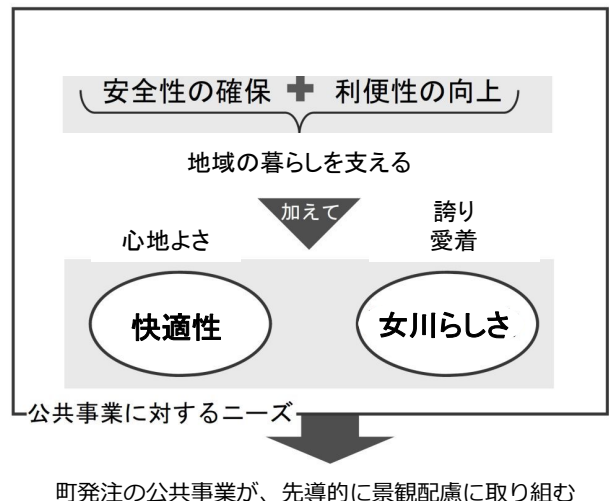 安全性の確保 + 利便性の向上
地域の暮らしを支える
加えて
心地よさ
誇り
愛着
快適性
女川らしさ
公共事業に対するニーズ
町発注の公共事業が、先導的に景観配慮に取り組む